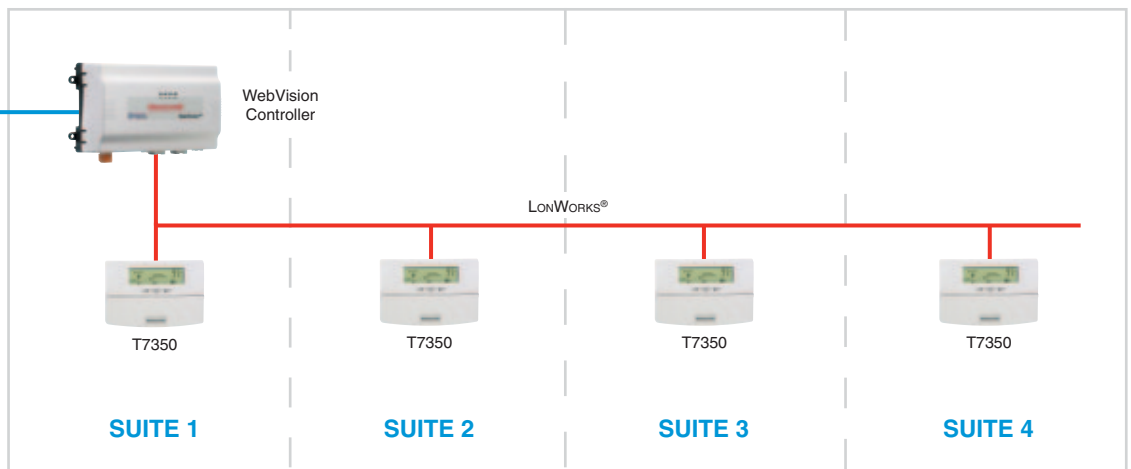 WebVision
Controller
LONWORKS®
T7350
T7350
T7350
T7350
SUITE 1
SUITE 2
SUITE 3
SUITE 4